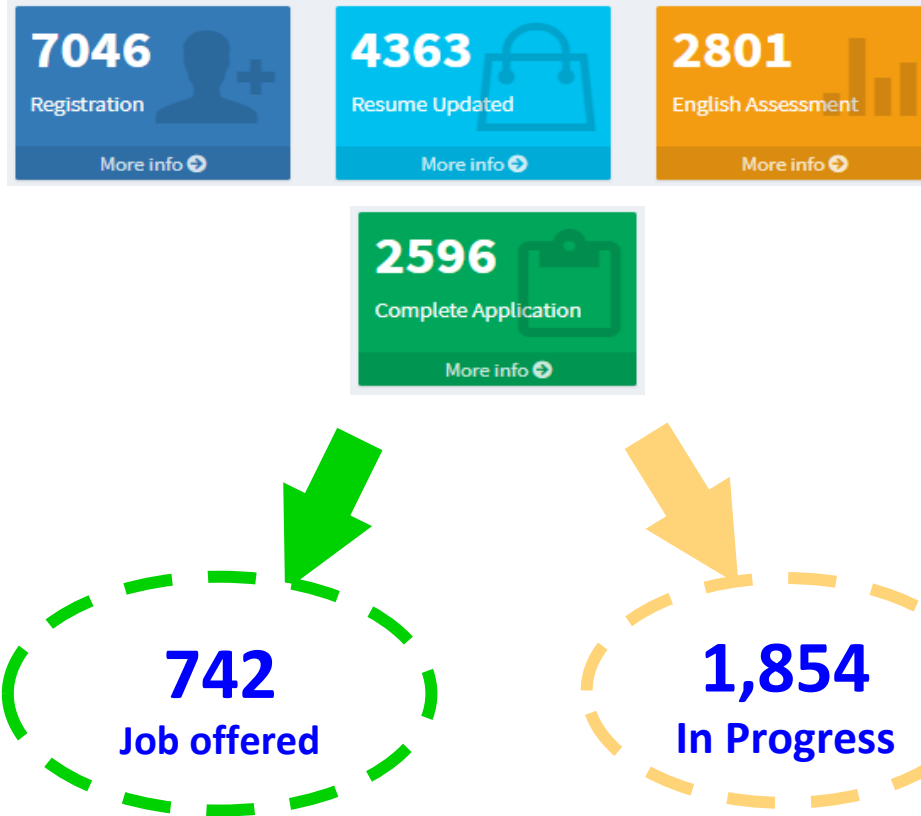 7046
Registration
More info
4363
Resume Updated
More info
2801
English Assessment
More info
2596
Complete Application
More info
742
Job offered
1,854
In Progress